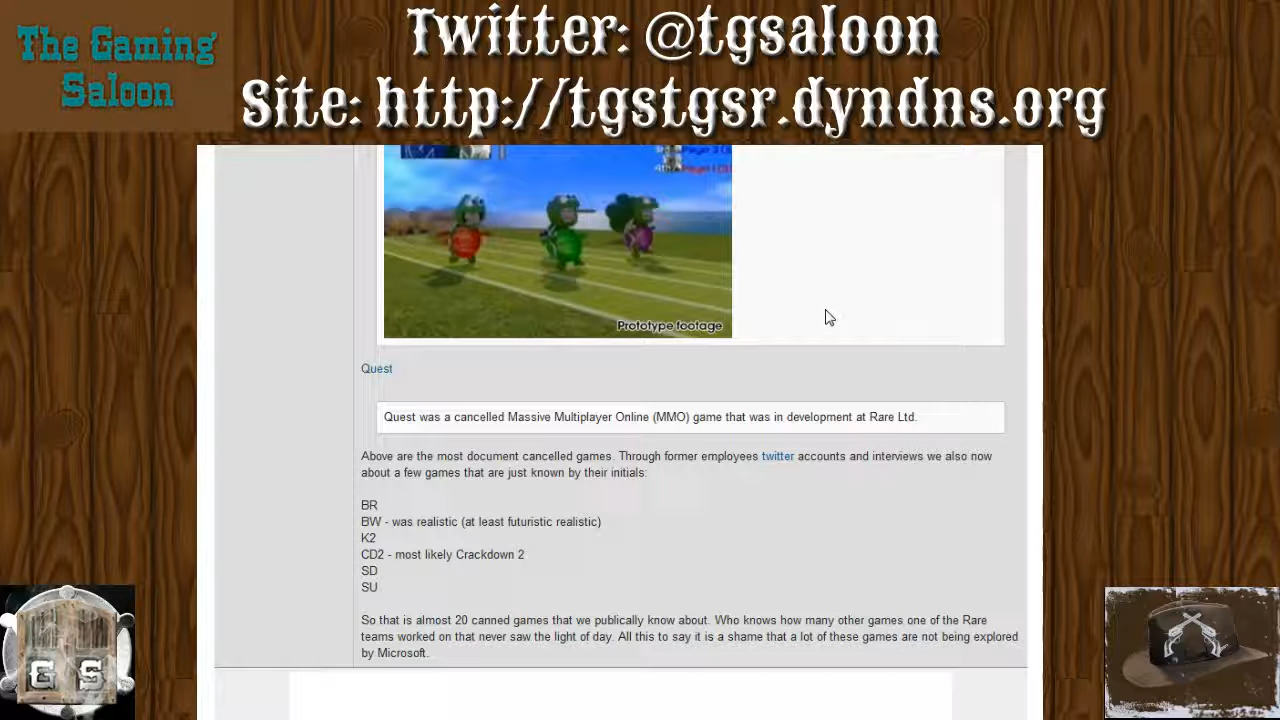 The Gaming
Saloon
Twitter: @tgsaloon
Site: http://tgstgsr.dyndns.org
Prototype footage
Quest
Quest was a cancelled Massive Multiplayer Online (MMO) game that was in development at Rare Ltd.
Above are the most document cancelled games. Through former employees twitter accounts and interviews we also now
about a few games that are just known by their initials:
BR
BW - was realistic (at least futuristic realistic)
K2
CD2 - most likely Crackdown 2
SD
SU
So that is almost 20 canned games that we publically know about. Who knows how many other games one of the Rare
teams worked on that never saw the light of day. All this to say it is a shame that a lot of these games are not being explored
by Microsoft.
G S